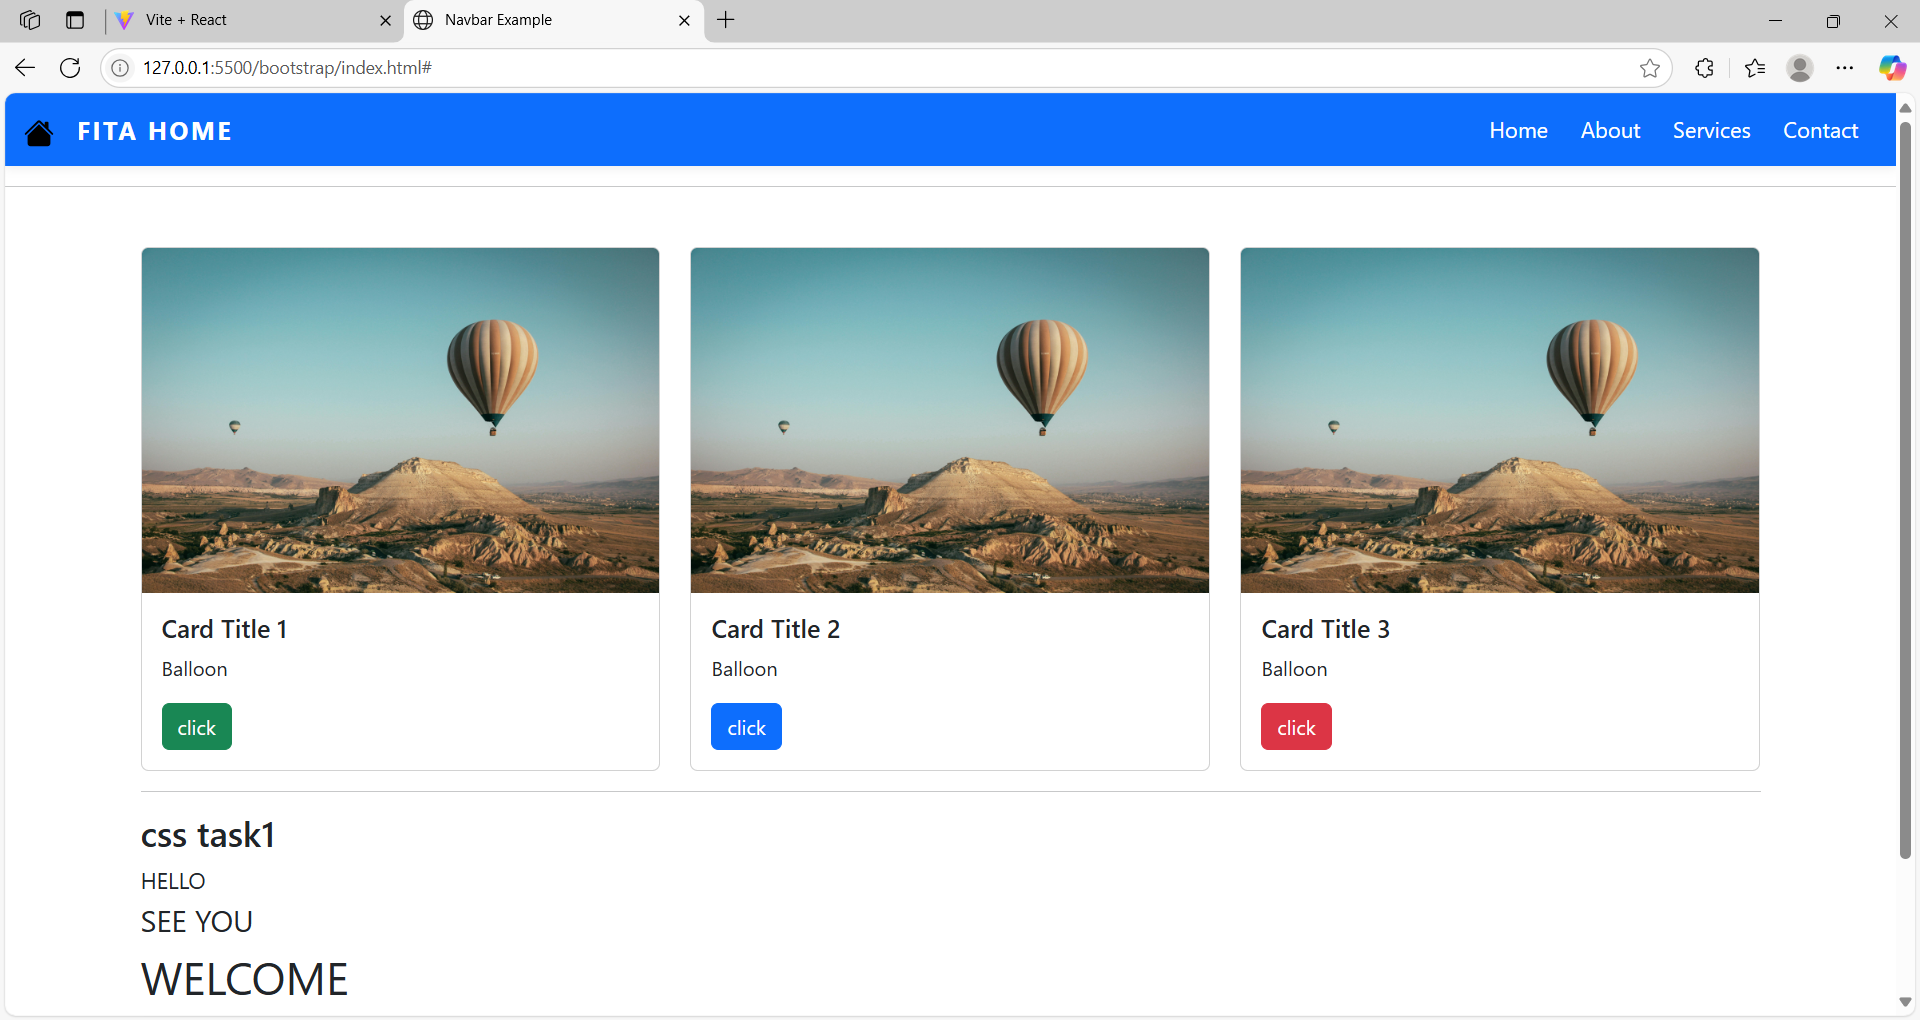 Vite + React
Navbar Example
127.0.0.1:5500/bootstrap/index.html#
FITA HOME
Home About Services Contact
Card Title 1
Balloon
click
Card Title 2
Balloon
click
Card Title 3
Balloon
click
css task1
HELLO
SEE YOU
WELCOME